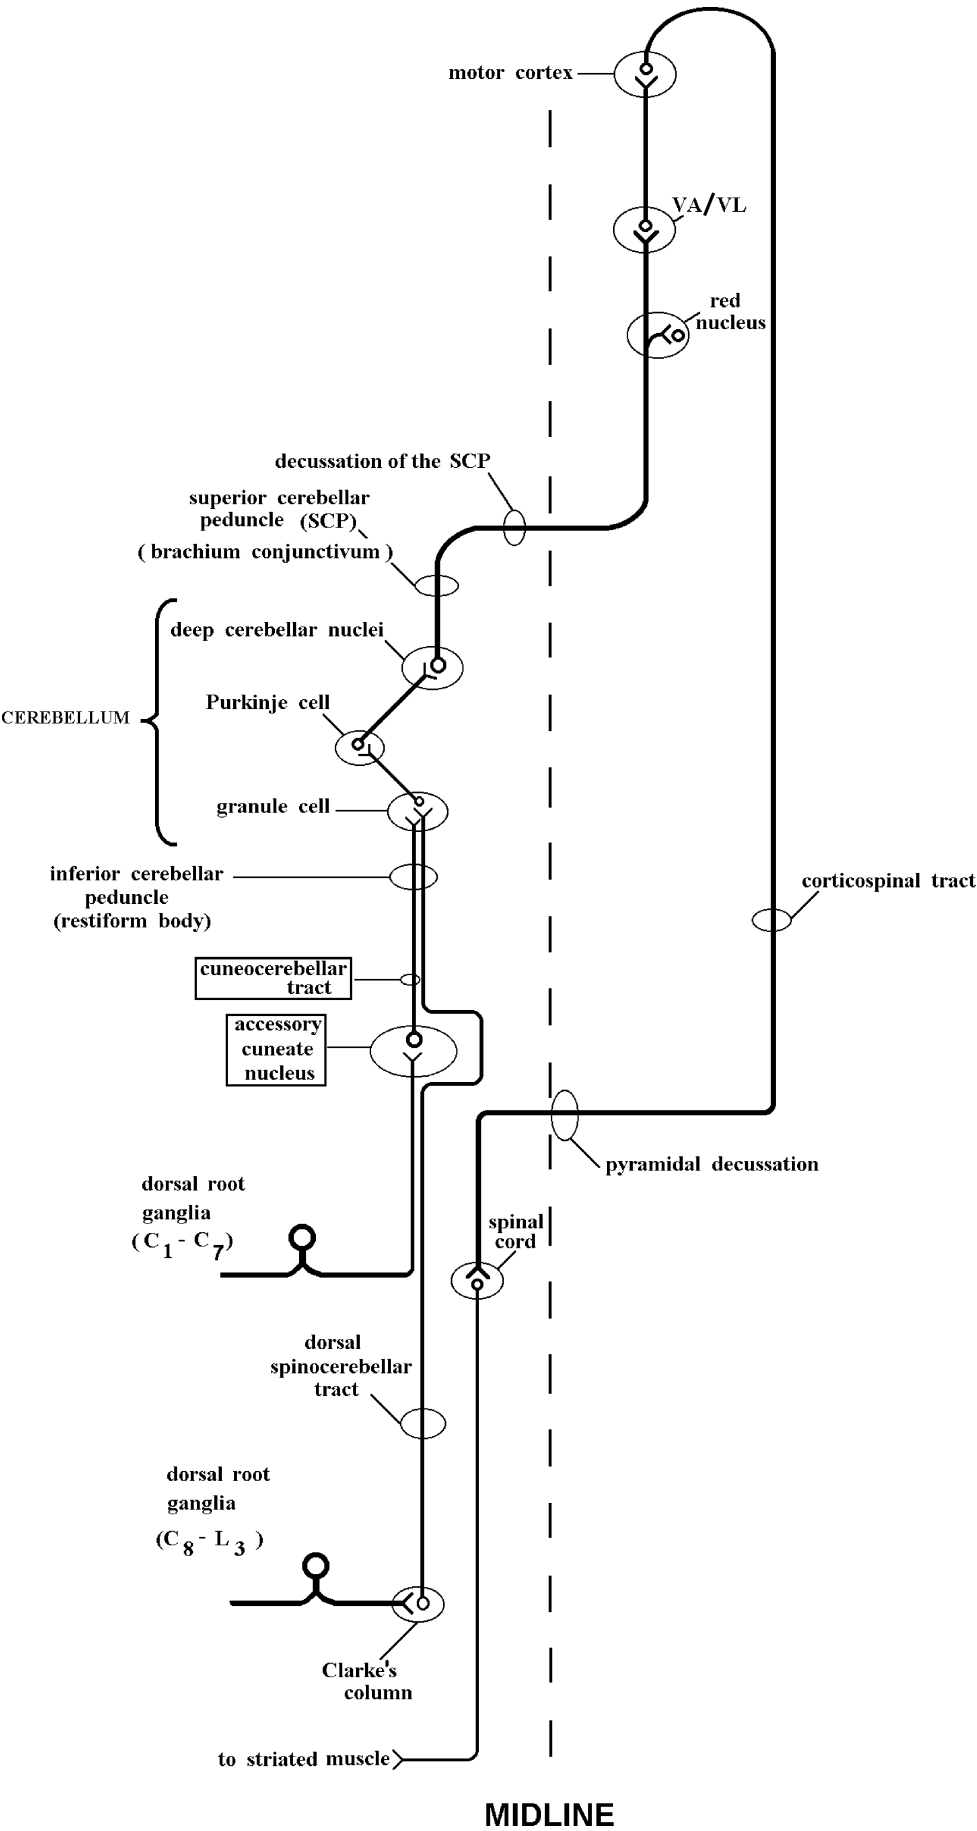 motor cortex
VA/VL
red
nucleus
decussation of the SCP
superior cerebellar
peduncle (SCP)
( brachium conjunctivum )
deep cerebellar nuclei
Purkinje cell
CEREBELLUM
granule cell
inferior cerebellar
peduncle
(restiform body)
corticospinal tract
cuneocerebellar
tract
accessory
cuneate
nucleus
pyramidal decussation
dorsal root
ganglia
(C1 - C7)
spinal
cord
dorsal
spinocerebellar
tract
dorsal root
ganglia
(C8 - L3 )
Clarke's
column
to striated muscle
MIDLINE